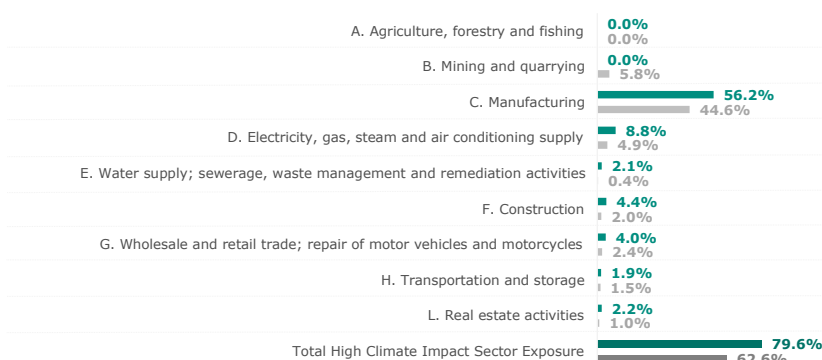 A. Agriculture, forestry and fishing 0.0%
0.0%
B. Mining and quarrying 0.0%
5.8%
C. Manufacturing 56.2%
44.6%
D. Electricity, gas, steam and air conditioning supply 8.8%
4.9%
E. Water supply; sewerage, waste management and remediation activities 2.1%
0.4%
F. Construction 4.4%
2.0%
G. Wholesale and retail trade; repair of motor vehicles and motorcycles 4.0%
2.4%
H. Transportation and storage 1.9%
1.5%
L. Real estate activities 2.2%
1.0%
Total High Climate Impact Sector Exposure 79.6%
62.6%